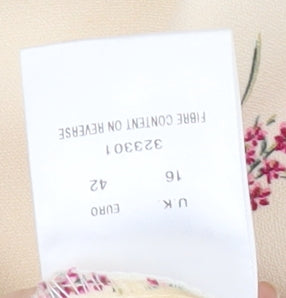 U.K. EURO
16 42
323301
FIBRE CONTENT ON REVERSE